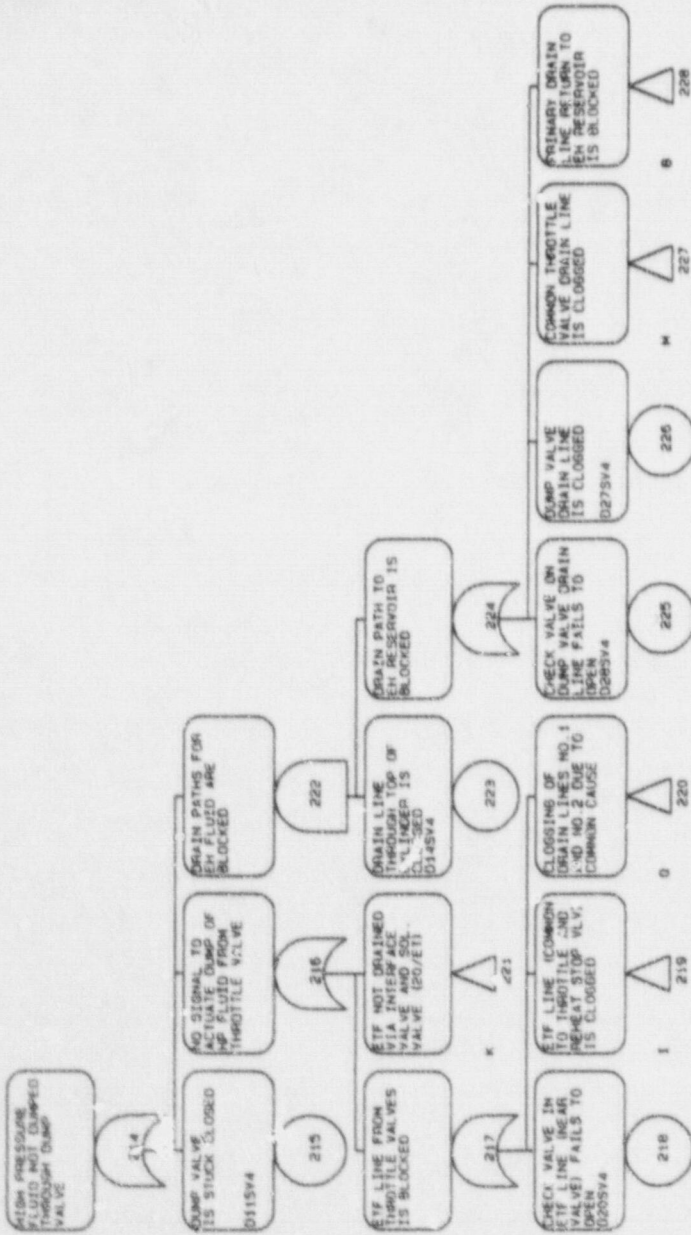 HIGH PRESSURE
FLUID NOT DUMPED
THROUGH DUMP
VALVE
214
DUMP VALVE
IS STUCK CLOSED
D11SV4
215
NO SIGNAL TO
ACTIVATE DUMP OF
HP FLUID FROM
THROTTLE VALVE
216
DRAIN PATHS FOR
EH FLUID ARE
BLOCKED
222
ETF LINE FROM
THROTTLE VALVES
IS BLOCKED
217
ETF NOT DRAINED
VIA INTERFACE
VALVE AND SOL.
VALVE (20/ET)
K
221
DRAIN LINE
THROUGH TOP OF
CYLINDER IS
D14SV4
223
DRAIN PATH TO
EH RESERVOIR IS
BLOCKED
224
CHECK VALVE IN
ETF LINE (NEAR
VALVE) FAILS TO
OPEN
D20SV4
218
ETF LINE (COMMON
TO THROTTLE AND
REHEAT STOP VLV)
IS CLOGGED
I
219
CLOGGING OF
DRAIN LINES NO.1
AND NO.2 DUE TO
COMMON CAUSE
220
CHECK VALVE ON
DUMP VALVE DRAIN
LINE FAILS TO
OPEN
D28SV4
225
DUMP VALVE
DRAIN LINE
IS CLOGGED
D27SV4
226
COMMON THROTTLE
VALVE DRAIN LINE
IS CLOGGED
M
227
PRIMARY DRAIN
LINE RETURN TO
EH RESERVOIR
IS BLOCKED
B
228